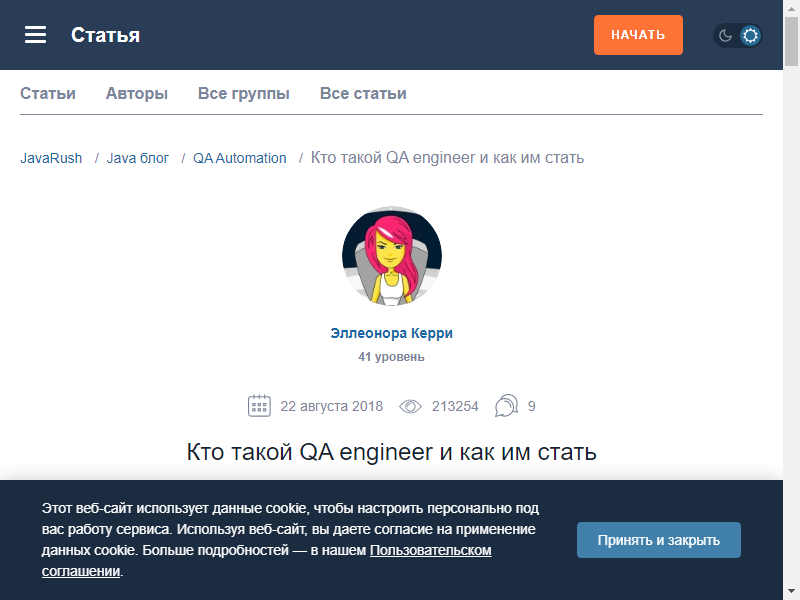 Статья
НАЧАТЬ
Статьи Авторы Все группы Все статьи
JavaRush / Java блог / QA Automation / Кто такой QA engineer и как им стать
Эллеонора Керри
41 уровень
22 августа 2018 213254 9
Кто такой QA engineer и как им стать
Этот веб-сайт использует данные cookie, чтобы настроить персонально под
вас работу сервиса. Используя веб-сайт, вы даете согласие на применение
данных cookie. Больше подробностей — в нашем Пользовательском
соглашении.
Принять и закрыть